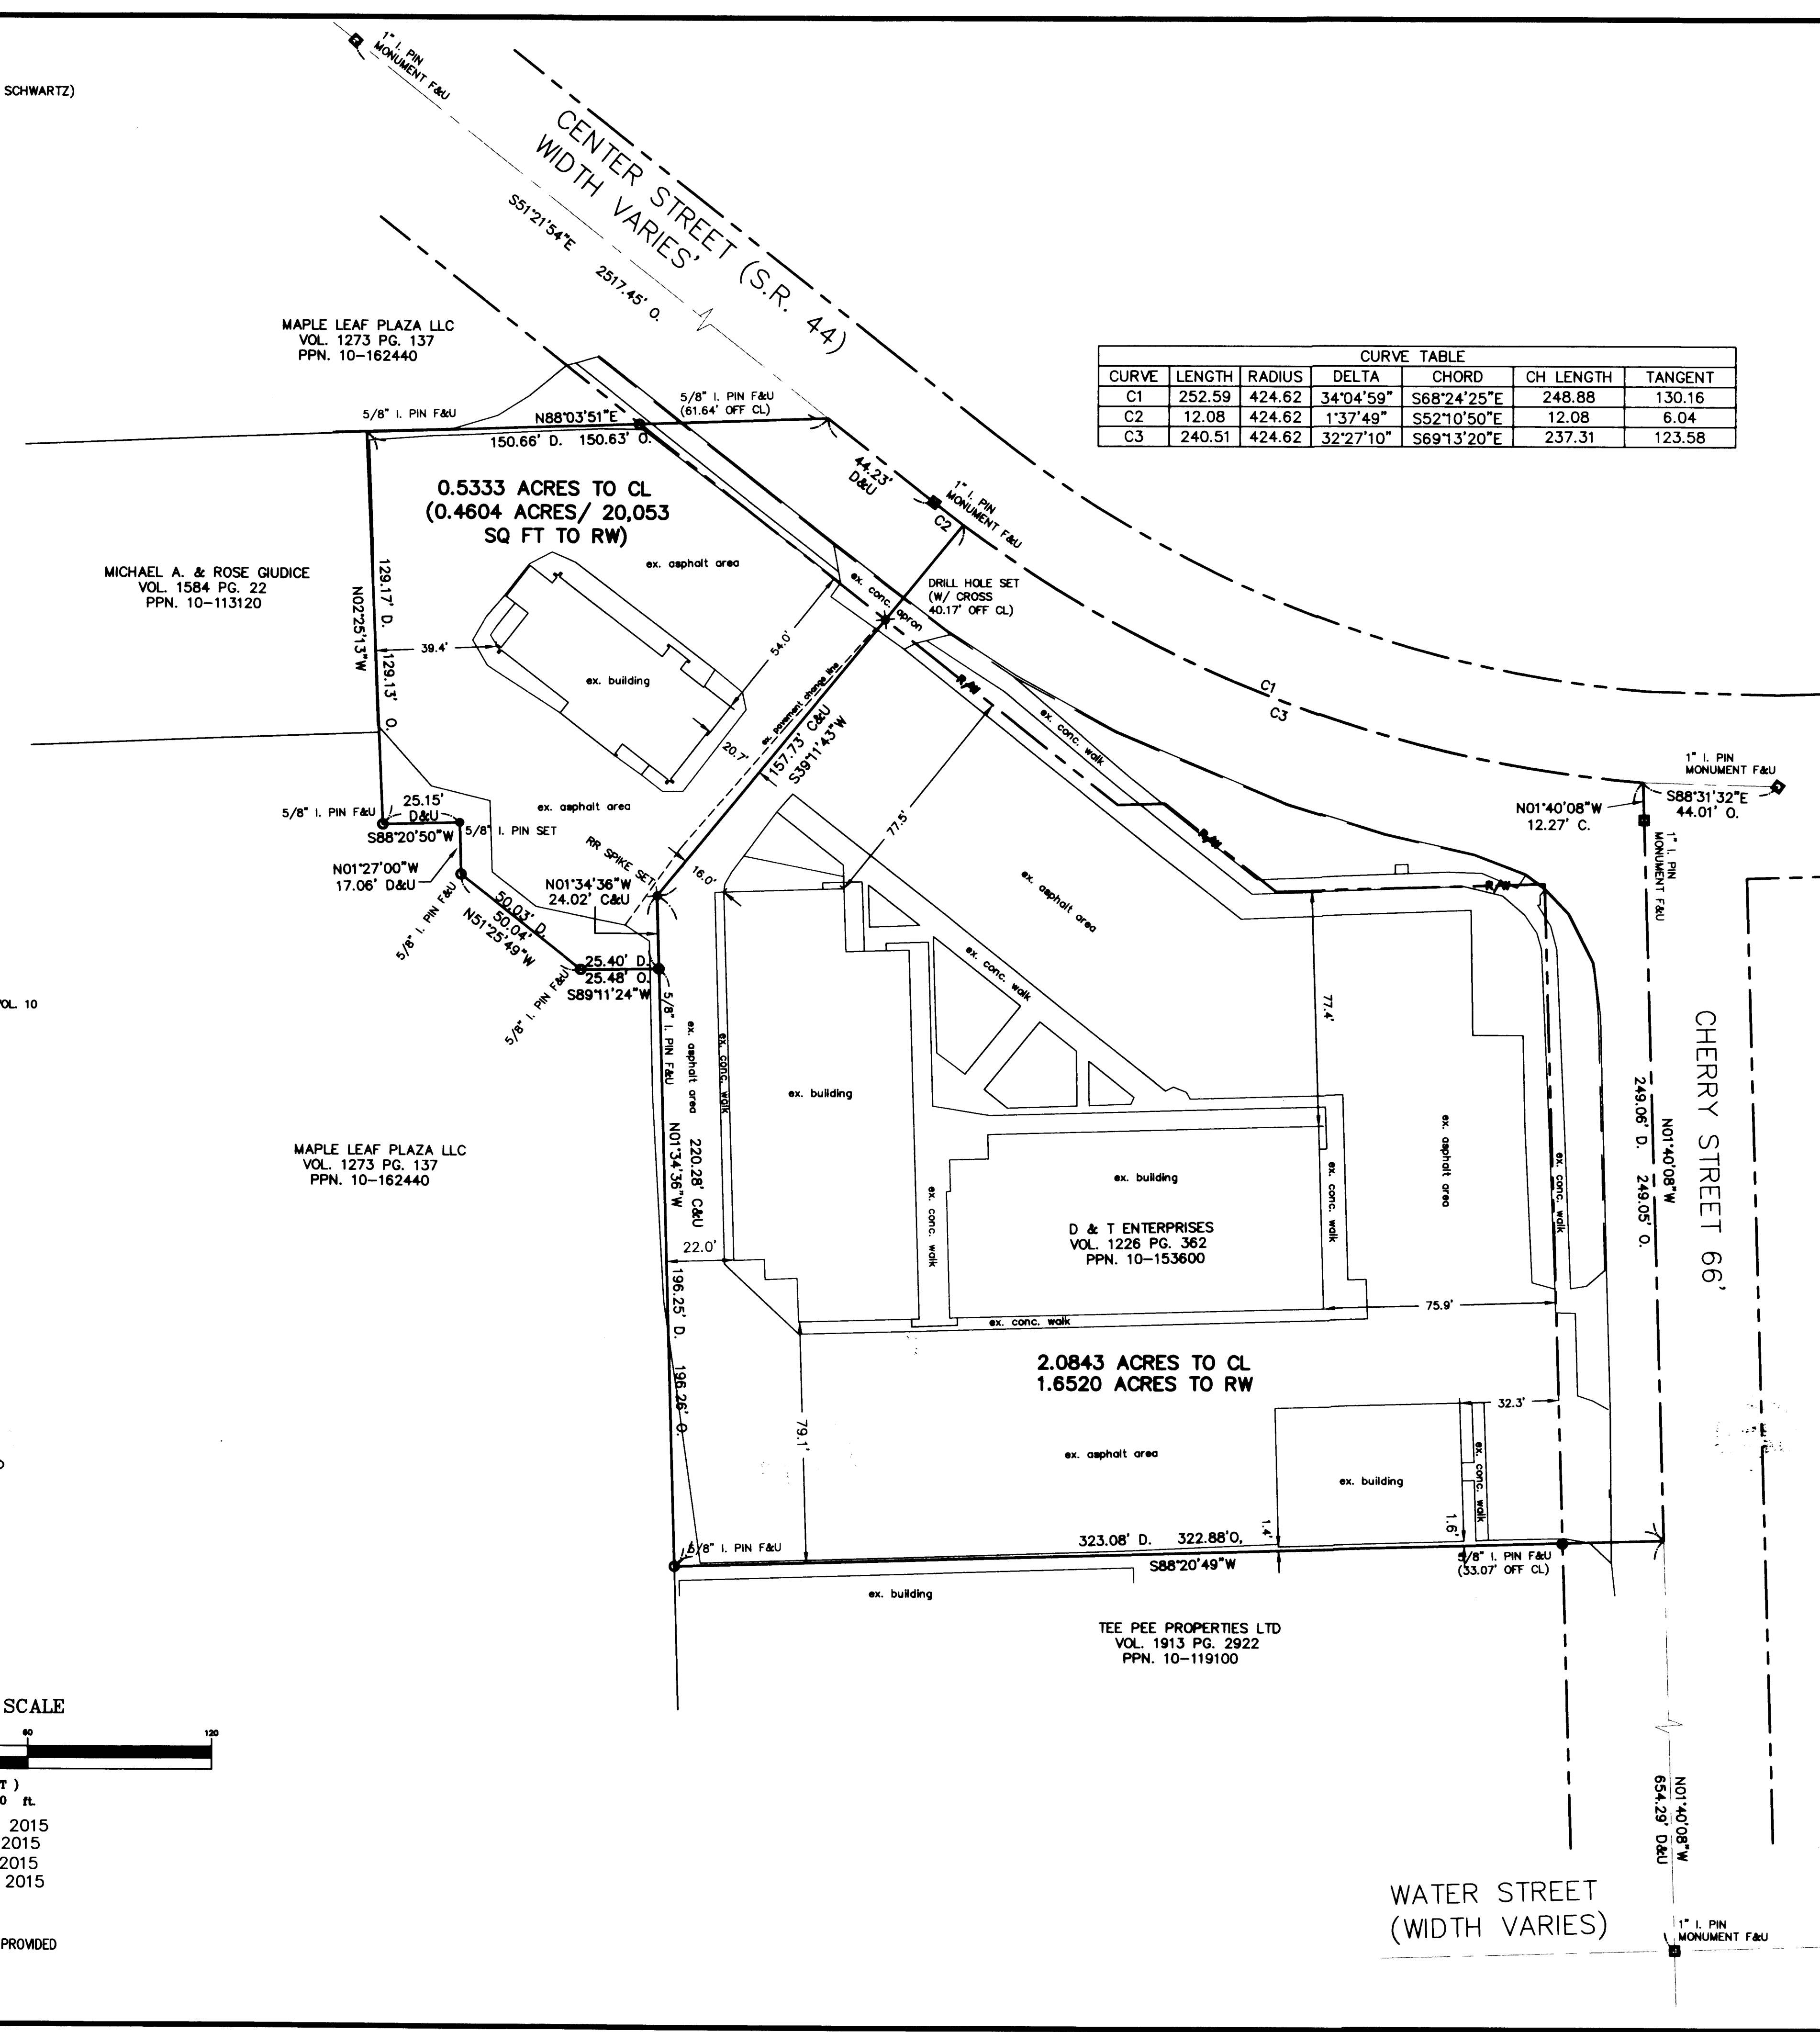 SCHWARTZ)
1" I. PIN
MONUMENT F&U
CENTER STREET (S.R. 44)
WIDTH VARIES'
S51°21'54"E 2517.45' O.
MAPLE LEAF PLAZA LLC
VOL. 1273 PG. 137
PPN. 10-162440
CURVE TABLE
CURVE LENGTH RADIUS DELTA CHORD CH LENGTH TANGENT
C1 252.59 424.62 34°04'59" S68°24'25"E 248.88 130.16
C2 12.08 424.62 1°37'49" S52°10'50"E 12.08 6.04
C3 240.51 424.62 32°27'10" S69°13'20"E 237.31 123.58
5/8" I. PIN F&U
N88°03'51"E
150.66' D. 150.63' O.
5/8" I. PIN F&U
(61.64' OFF CL)
44.23'
D&U
1" I. PIN
MONUMENT F&U
C2
0.5333 ACRES TO CL
(0.4604 ACRES/ 20,053
SQ FT TO RW)
ex. asphalt area
MICHAEL A. & ROSE GIUDICE
VOL. 1584 PG. 22
PPN. 10-113120
129.17' D. 129.13' O.
N02°25'13"W
39.4'
ex. building
54.0'
20.7'
ex. conc. apron
DRILL HOLE SET
(W/ CROSS
40.17' OFF CL)
ex. pavement change line
157.73' C&U
S39°11'43"W
R/W
C1
C3
ex. conc. walk
77.5'
1" I. PIN
MONUMENT F&U
S88°31'32"E
44.01' O.
N01°40'08"W
12.27' C.
1" I. PIN
MONUMENT F&U
5/8" I. PIN F&U
25.15'
D&U
S88°20'50"W
5/8" I. PIN SET
ex. asphalt area
N01°27'00"W
17.06' D&U
RR SPIKE SET
16.0'
N01°34'36"W
24.02' C&U
5/8" I. PIN F&U
50.03' D.
50.04'
N51°25'49"W
5/8" I. PIN F&U
25.40' D.
25.48' O.
S89°11'24"W
5/8" I. PIN F&U
ex. asphalt area
R/W
R/W
ex. conc. walk
77.4'
VOL. 10
ex. asphalt area
ex. conc. walk
ex. building
220.28' C&U
N01°34'36"W
MAPLE LEAF PLAZA LLC
VOL. 1273 PG. 137
PPN. 10-162440
22.0'
196.25' D. 196.26' O.
ex. conc. walk
ex. building
D & T ENTERPRISES
VOL. 1226 PG. 362
PPN. 10-153600
ex. conc. walk
ex. asphalt area
ex. conc. walk
CHERRY STREET 66'
N01°40'08"W
249.06' D. 249.05' O.
75.9'
ex. conc. walk
2.0843 ACRES TO CL
1.6520 ACRES TO RW
79.1'
ex. asphalt area
32.3'
ex. building
ex. conc. walk
1.4'
1.6'
5/8" I. PIN F&U
323.08' D. 322.88'O,
S88°20'49"W
5/8" I. PIN F&U
(33.07' OFF CL)
ex. building
TEE PEE PROPERTIES LTD
VOL. 1913 PG. 2922
PPN. 10-119100
SCALE
60 120
T )
0 ft.
2015
2015
2015
2015
N01°40'08"W
654.29' D&U
WATER STREET
(WIDTH VARIES)
1" I. PIN
MONUMENT F&U
PROVIDED